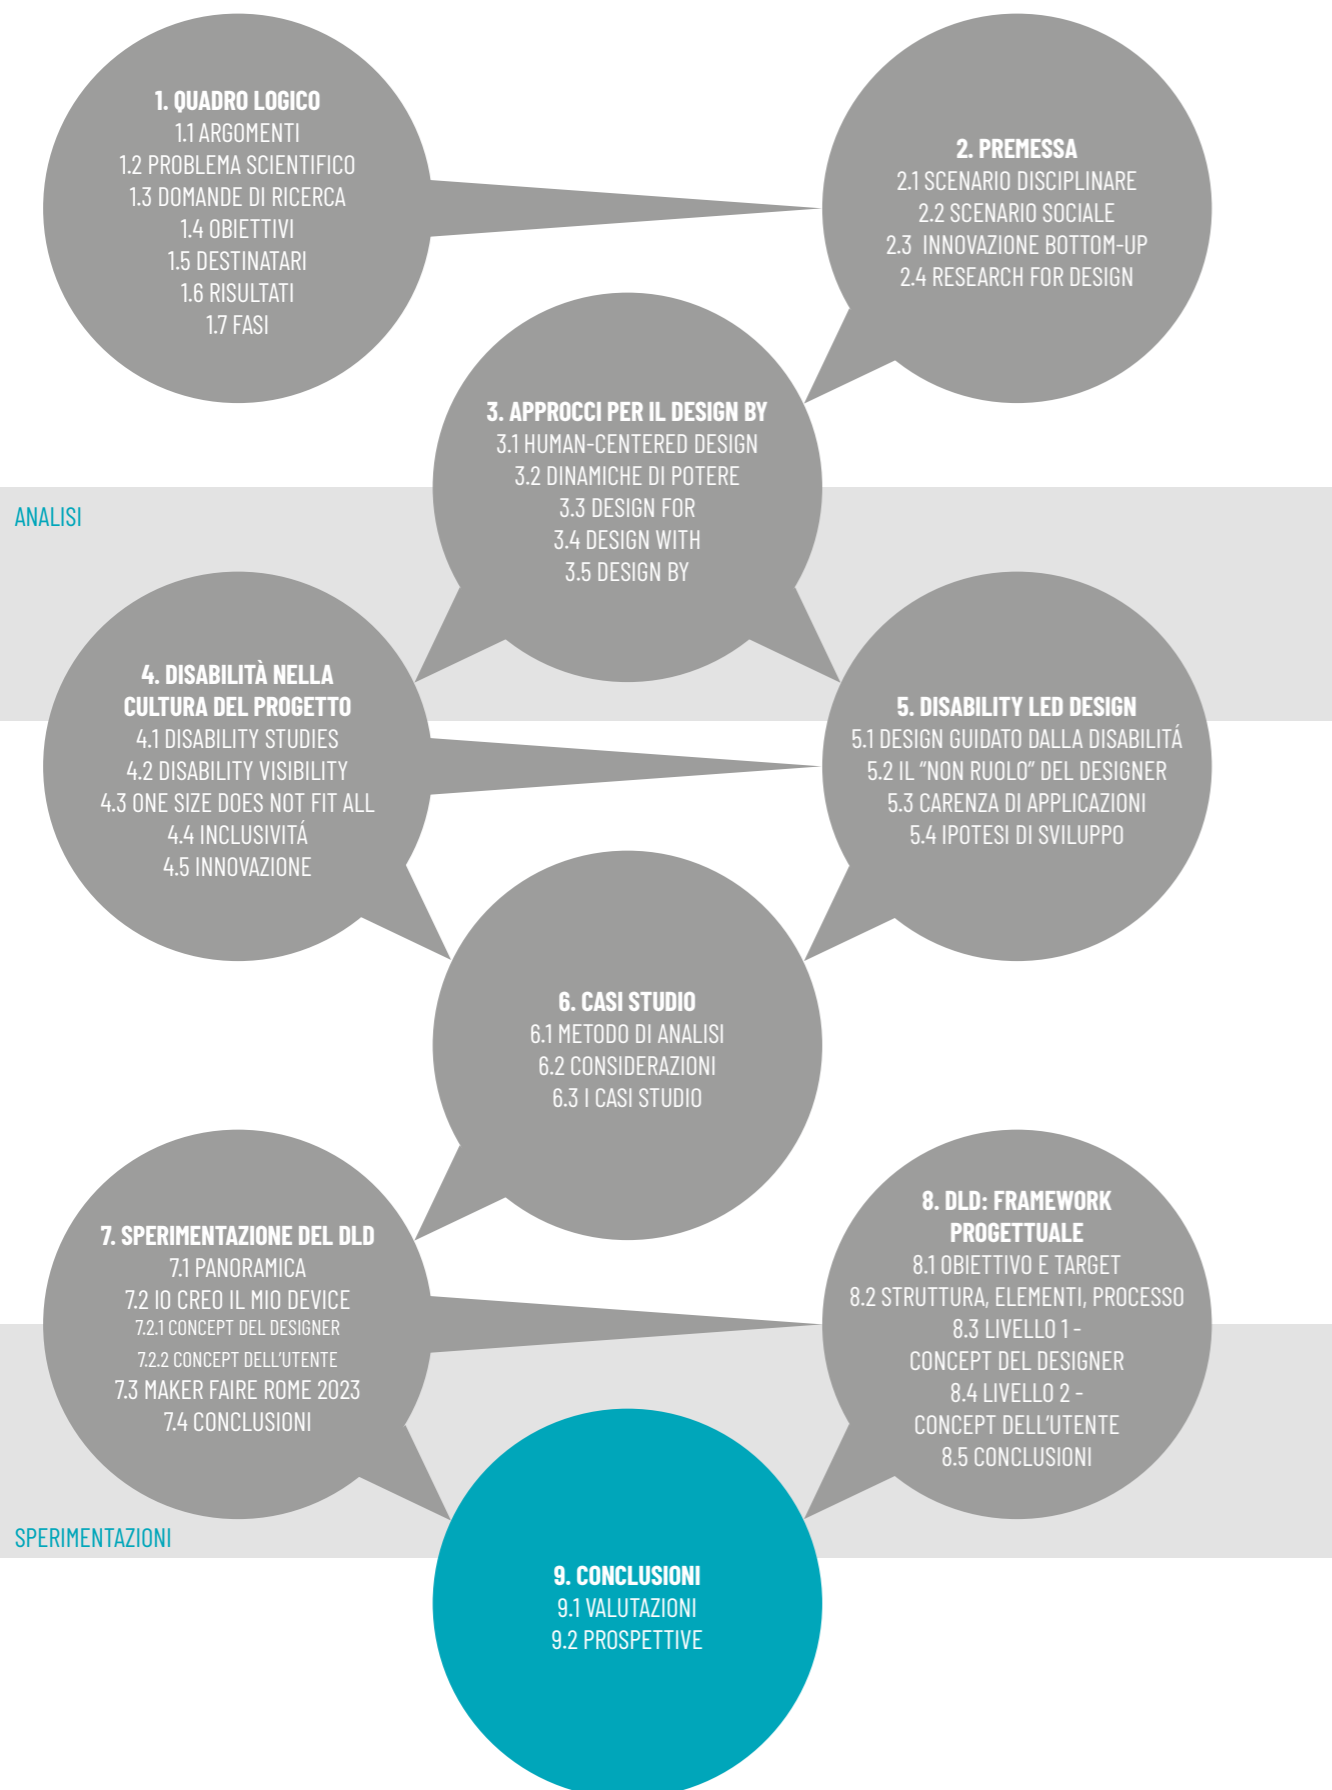 1. QUADRO LOGICO
1.1 ARGOMENTI
1.2 PROBLEMA SCIENTIFICO
1.3 DOMANDE DI RICERCA
1.4 OBIETTIVI
1.5 DESTINATARI
1.6 RISULTATI
1.7 FASI
2. PREMESSA
2.1 SCENARIO DISCIPLINARE
2.2 SCENARIO SOCIALE
2.3 INNOVAZIONE BOTTOM-UP
2.4 RESEARCH FOR DESIGN
3. APPROCCI PER IL DESIGN BY
3.1 HUMAN-CENTERED DESIGN
3.2 DINAMICHE DI POTERE
3.3 DESIGN FOR
3.4 DESIGN WITH
3.5 DESIGN BY
ANALISI
4. DISABILITÀ NELLA
CULTURA DEL PROGETTO
4.1 DISABILITY STUDIES
4.2 DISABILITY VISIBILITY
4.3 ONE SIZE DOES NOT FIT ALL
4.4 INCLUSIVITÁ
4.5 INNOVAZIONE
5. DISABILITY LED DESIGN
5.1 DESIGN GUIDATO DALLA DISABILITÁ
5.2 IL “NON RUOLO” DEL DESIGNER
5.3 CARENZA DI APPLICAZIONI
5.4 IPOTESI DI SVILUPPO
6. CASI STUDIO
6.1 METODO DI ANALISI
6.2 CONSIDERAZIONI
6.3 I CASI STUDIO
7. SPERIMENTAZIONE DEL DLD
7.1 PANORAMICA
7.2 IO CREO IL MIO DEVICE
7.2.1 CONCEPT DEL DESIGNER
7.2.2 CONCEPT DELL’UTENTE
7.3 MAKER FAIRE ROME 2023
7.4 CONCLUSIONI
8. DLD: FRAMEWORK
PROGETTUALE
8.1 OBIETTIVO E TARGET
8.2 STRUTTURA, ELEMENTI, PROCESSO
8.3 LIVELLO 1 -
CONCEPT DEL DESIGNER
8.4 LIVELLO 2 -
CONCEPT DELL’UTENTE
8.5 CONCLUSIONI
SPERIMENTAZIONI
9. CONCLUSIONI
9.1 VALUTAZIONI
9.2 PROSPETTIVE